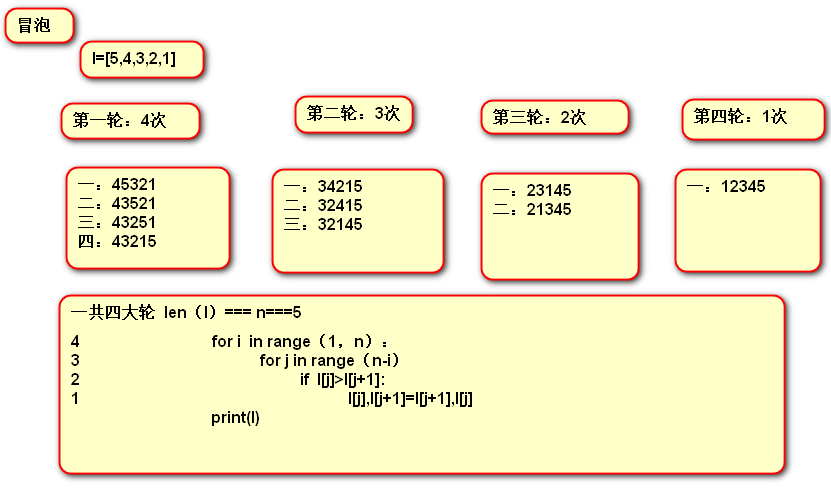 冒泡
l=[5,4,3,2,1]
第一轮：4次
第二轮：3次
第三轮：2次
第四轮：1次
一：45321
二：43521
三：43251
四：43215
一：34215
二：32415
三：32145
一：23145
二：21345
一：12345
一共四大轮 len（l）=== n===5
4 for i in range（1，n）：
3 for j in range（n-i）
2 if l[j]>l[j+1]:
1 l[j],l[j+1]=l[j+1],l[j]
print(l)